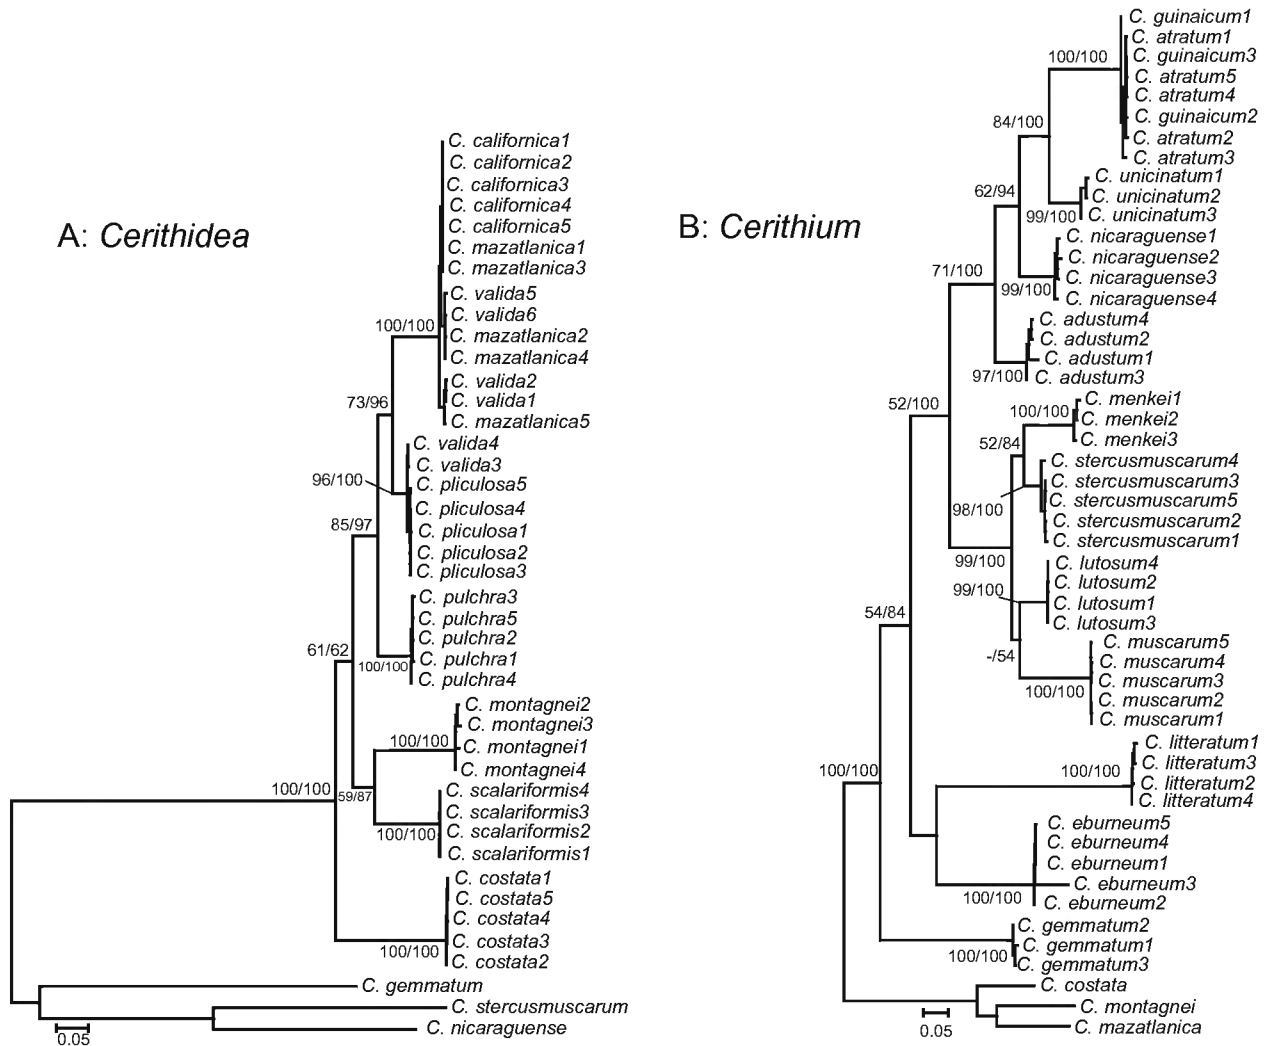 A: Cerithidea
C. californica1
C. californica2
C. californica3
C. californica4
C. californica5
C. mazatlanica1
C. mazatlanica3
C. valida5
C. valida6
100/100
C. mazatlanica2
C. mazatlanica4
C. valida2
C. valida1
73/96
C. mazatlanica5
C. valida4
C. valida3
96/100
C. pliculosa5
C. pliculosa4
85/97
C. pliculosa1
C. pliculosa2
C. pliculosa3
C. pulchra3
C. pulchra5
C. pulchra2
61/62
C. pulchra1
100/100
C. pulchra4
C. montagnei2
C. montagnei3
100/100
C. montagnei1
C. montagnei4
100/100
59/87
C. scalariformis4
C. scalariformis3
C. scalariformis2
100/100
C. scalariformis1
C. costata1
C. costata5
C. costata4
C. costata3
100/100
C. costata2
C. gemmatum
C. stercusmuscarum
C. nicaraguense
0.05
B: Cerithium
C. guinaicum1
C. atratum1
100/100
C. guinaicum3
C. atratum5
C. atratum4
C. guinaicum2
84/100
C. atratum2
C. atratum3
C. unicinatum1
62/94
C. unicinatum2
99/100
C. unicinatum3
C. nicaraguense1
C. nicaraguense2
71/100
C. nicaraguense3
99/100
C. nicaraguense4
C. adustum4
C. adustum2
C. adustum1
97/100
C. adustum3
52/100
C. menkei1
100/100
C. menkei2
52/84
C. menkei3
C. stercusmuscarum4
C. stercusmuscarum3
C. stercusmuscarum5
98/100
C. stercusmuscarum2
C. stercusmuscarum1
99/100
C. lutosum4
C. lutosum2
99/100
C. lutosum1
54/84
C. lutosum3
C. muscarum5
-/54
C. muscarum4
C. muscarum3
100/100
C. muscarum2
C. muscarum1
C. litteratum1
C. litteratum3
100/100
100/100
C. litteratum2
C. litteratum4
C. eburneum5
C. eburneum4
C. eburneum1
C. eburneum3
100/100
C. eburneum2
C. gemmatum2
C. gemmatum1
100/100
C. gemmatum3
C. costata
C. montagnei
C. mazatlanica
0.05